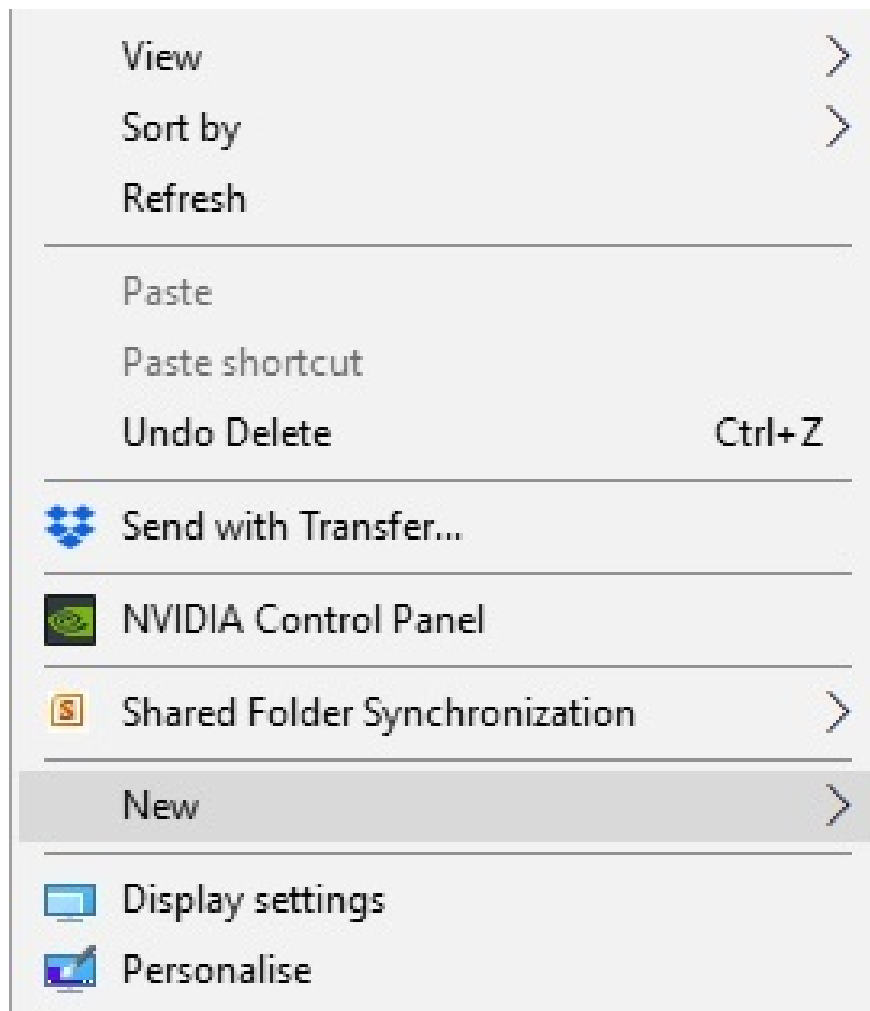 View
Sort by
Refresh
Paste
Paste shortcut
Undo Delete Ctrl+Z
Send with Transfer...
NVIDIA Control Panel
S
Shared Folder Synchronization
New
Display settings
Personalise